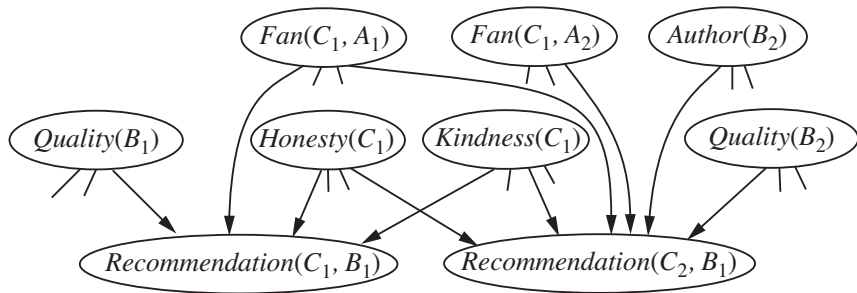 Fan(C1, A1)
Fan(C1, A2)
Author(B2)
Quality(B1)
Honesty(C1)
Kindness(C1)
Quality(B2)
Recommendation(C1, B1)
Recommendation(C2, B1)